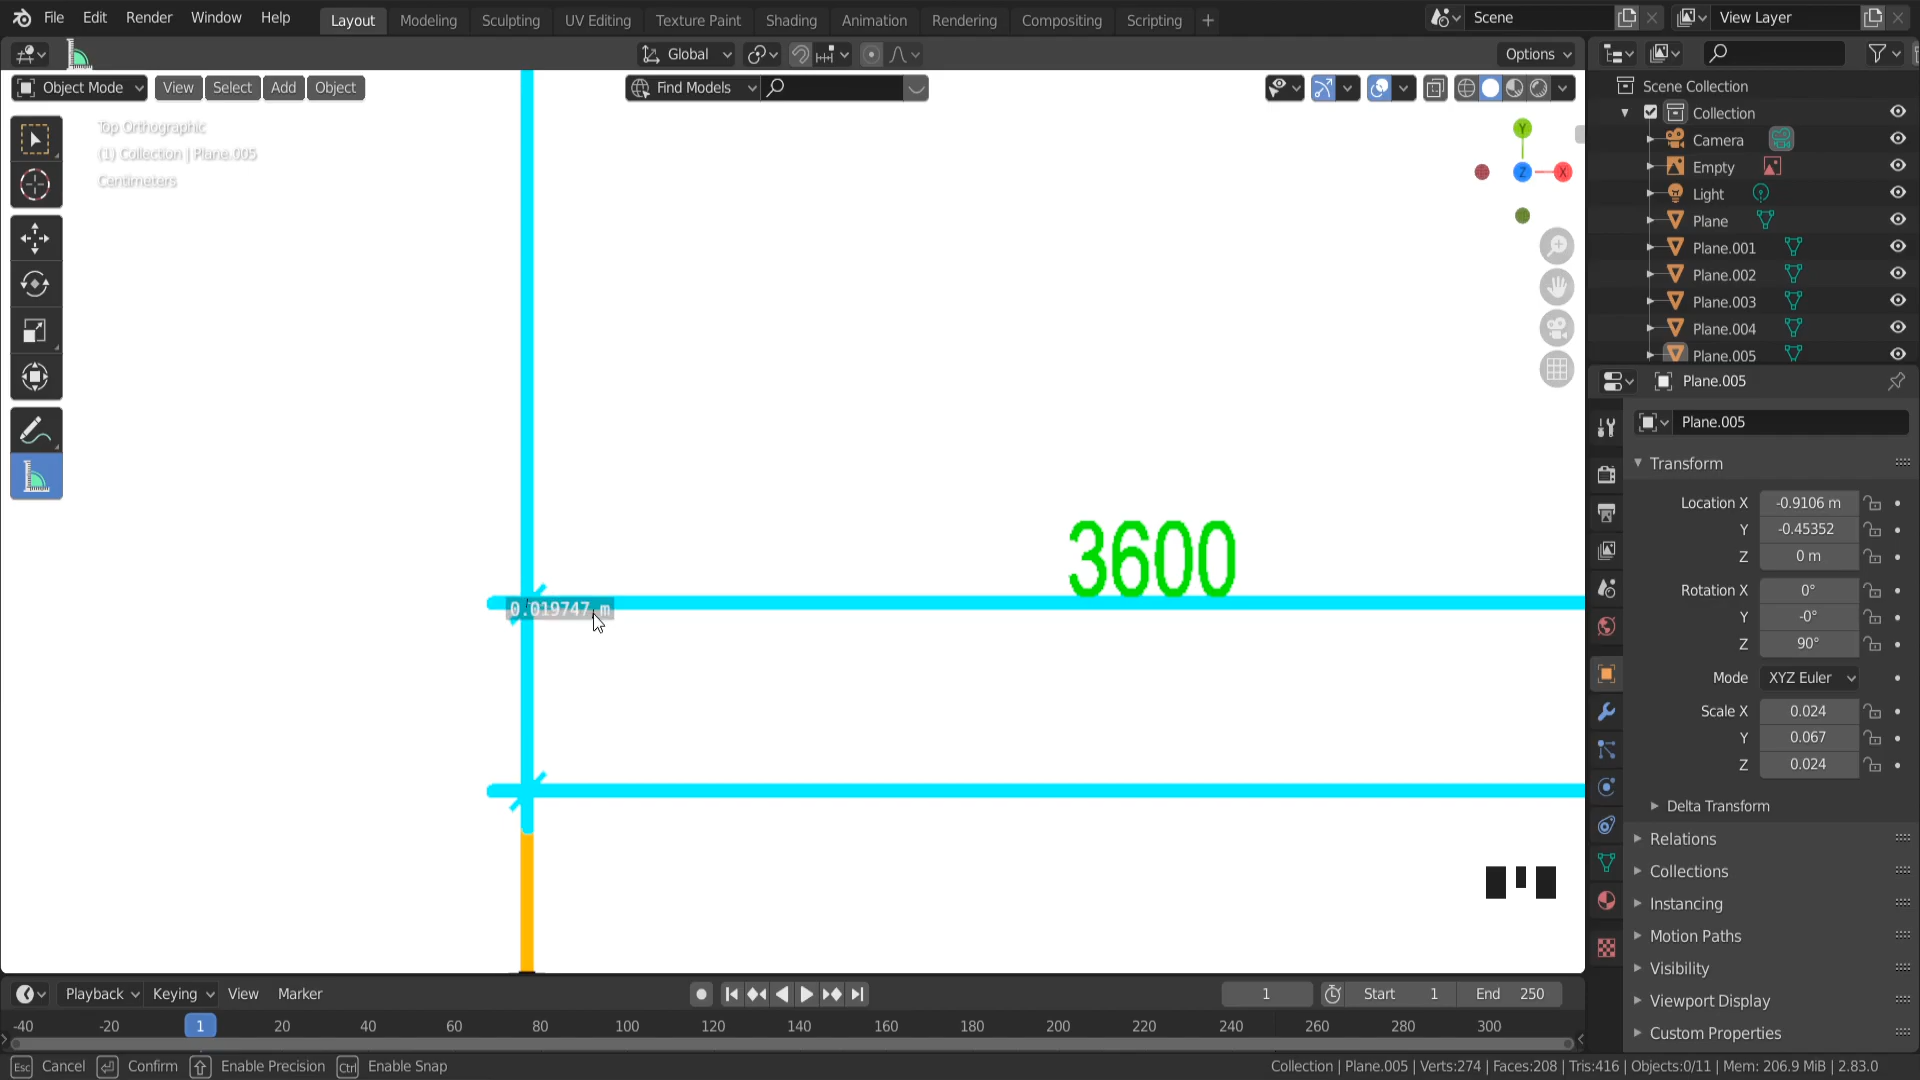 File Edit Render Window Help Layout Modeling Sculpting UV Editing Texture Paint Shading Animation Rendering Compositing Scripting + Scene View Layer
Global Options
Object Mode View Select Add Object Find Models
Top Orthographic
(1) Collection | Plane.005
Centimeters
Y
Z
X
3600
0.019747 m
Scene Collection
Collection
Camera
Empty
Light
Plane
Plane.001
Plane.002
Plane.003
Plane.004
Plane.005
Plane.005
Plane.005
Transform
Location X -0.9106 m
Y -0.45352
Z 0 m
Rotation X 0°
Y -0°
Z 90°
Mode XYZ Euler
Scale X 0.024
Y 0.067
Z 0.024
Delta Transform
Relations
Collections
Instancing
Motion Paths
Visibility
Viewport Display
Custom Properties
Playback Keying View Marker 1 Start 1 End 250
-40 -20 1 20 40 60 80 100 120 140 160 180 200 220 240 260 280 300
Esc Cancel Confirm Enable Precision Ctrl Enable Snap Collection | Plane.005 | Verts:274 | Faces:208 | Tris:416 | Objects:0/11 | Mem: 206.9 MiB | 2.83.0